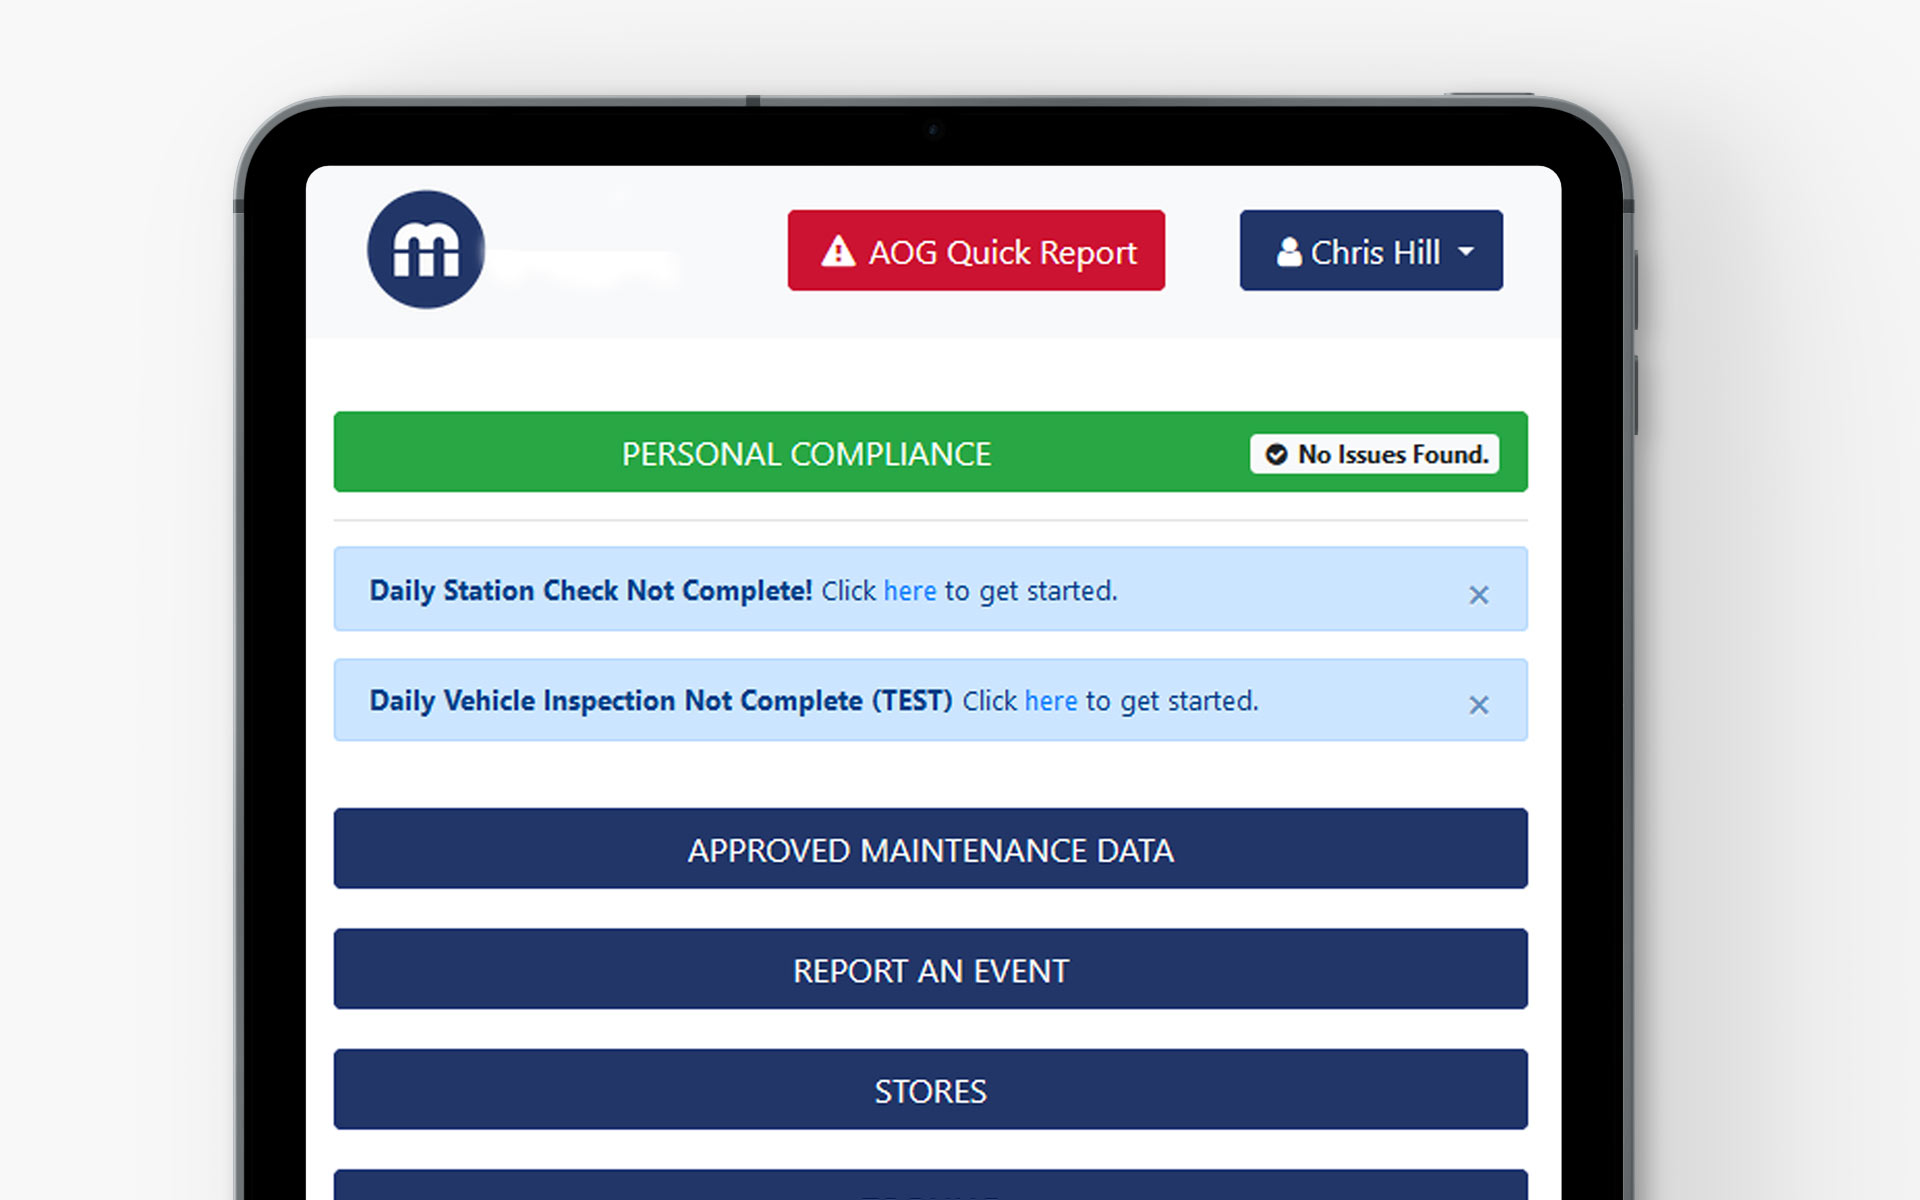 AOG Quick Report
Chris Hill
PERSONAL COMPLIANCE
No Issues Found.
Daily Station Check Not Complete! Click here to get started.
Daily Vehicle Inspection Not Complete (TEST) Click here to get started.
APPROVED MAINTENANCE DATA
REPORT AN EVENT
STORES